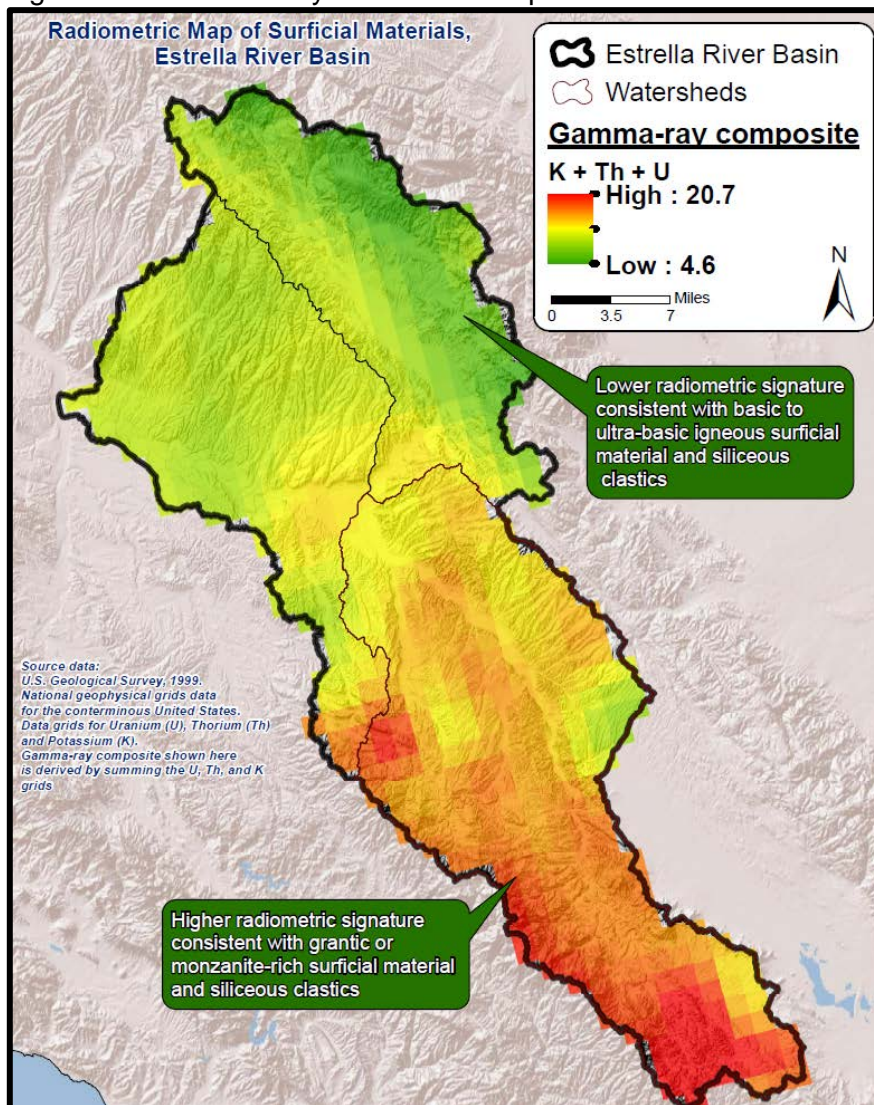 Radiometric Map of Surficial Materials,
Estrella River Basin
Estrella River Basin
Watersheds
Gamma-ray composite
K + Th + U
High : 20.7
Low : 4.6
N
Miles
0 3.5 7
Lower radiometric signature
consistent with basic to
ultra-basic igneous surficial
material and siliceous
clastics
Source data:
U.S. Geological Survey, 1999.
National geophysical grids data
for the conterminous United States.
Data grids for Uranium (U), Thorium (Th)
and Potassium (K).
Gamma-ray composite shown here
is derived by summing the U, Th, and K
grids
Higher radiometric signature
consistent with grantic or
monzanite-rich surficial material
and siliceous clastics